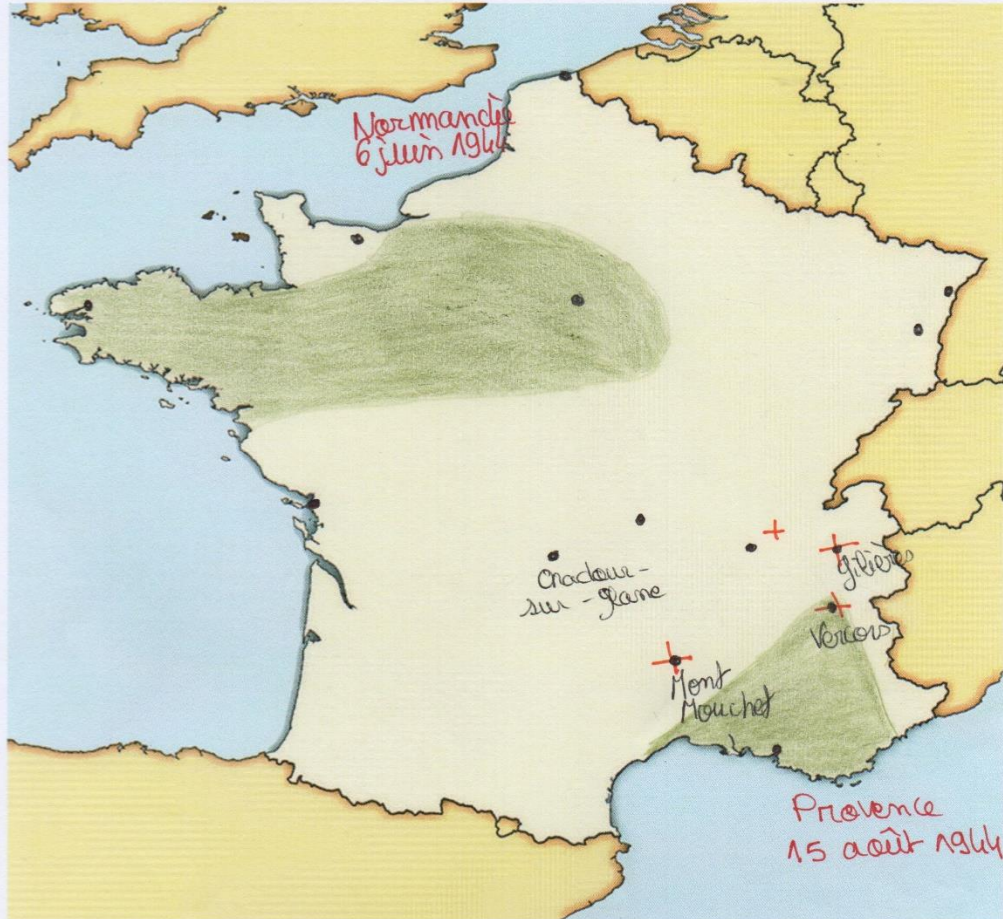 Normandie
6 juin 1944
Oradour-
sur-glane
Glières
Vercors
Mont
Mouchet
Provence
15 août 1944